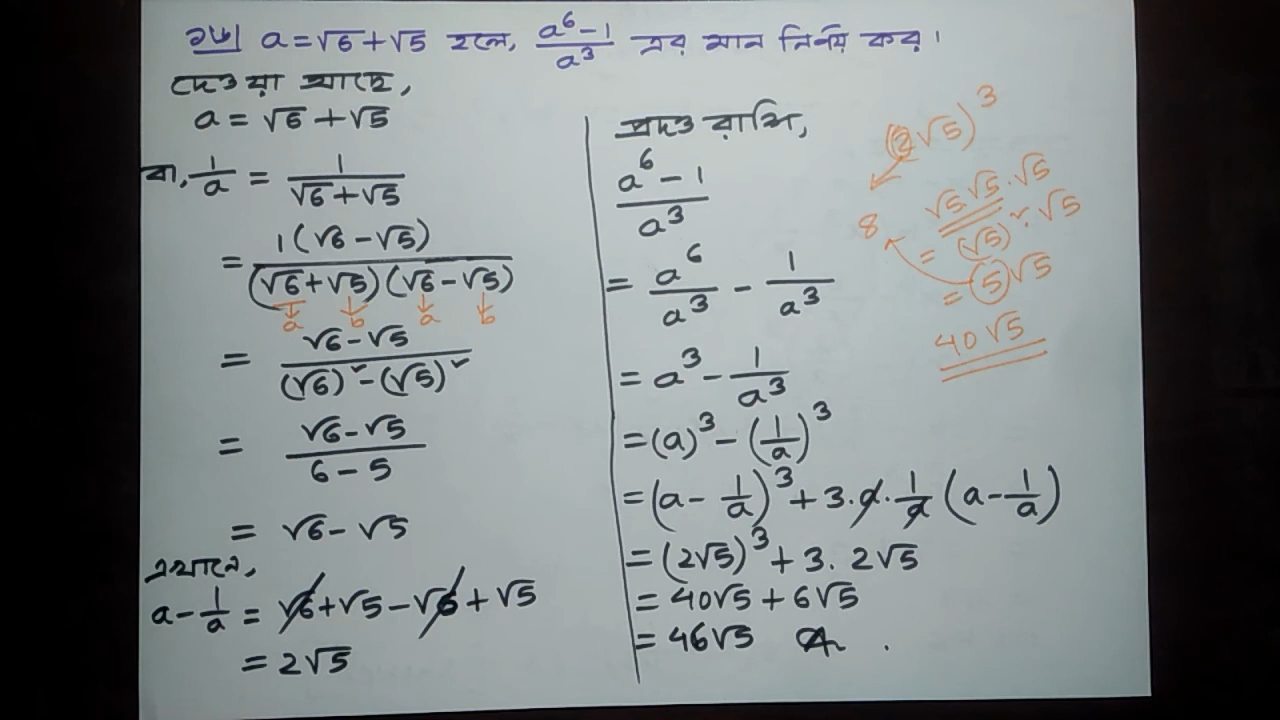 ২৬। a = √6 + √5 হলে, (a⁶ - 1)/a³ এর মান নির্ণয় কর।
দেওয়া আছে,
a = √6 + √5
বা, 1/a = 1/(√6 + √5)
= 1(√6 - √5)/((√6 + √5)(√6 - √5))
a b a b
= (√6 - √5)/((√6)² - (√5)²)
= (√6 - √5)/(6 - 5)
= √6 - √5
এখানে,
a - 1/a = √6 + √5 - √6 + √5
= 2√5
প্রদত্ত রাশি,
(a⁶ - 1)/a³
= a⁶/a³ - 1/a³
= a³ - 1/a³
= (a)³ - (1/a)³
= (a - 1/a)³ + 3.a.1/a (a - 1/a)
= (2√5)³ + 3. 2√5
= 40√5 + 6√5
= 46√5 A.
(2√5)³
8
√5 √5 . √5
= (√5)² . √5
= 5√5
40√5